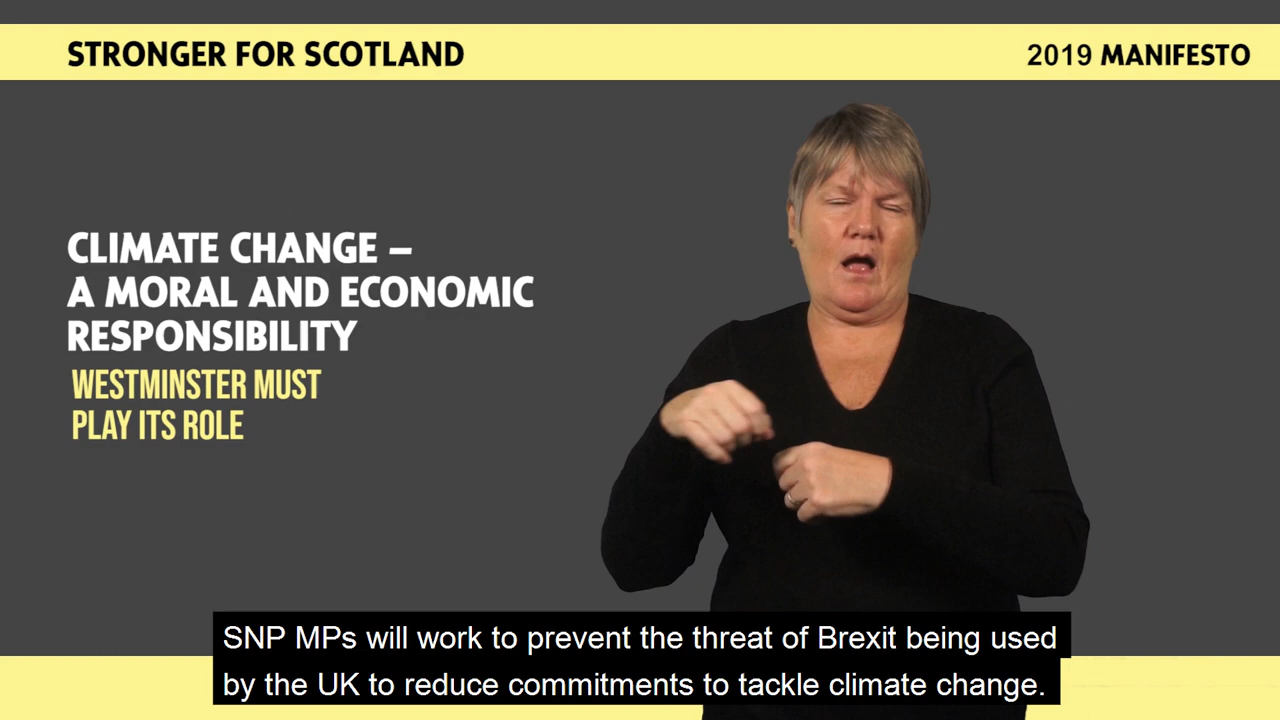 STRONGER FOR SCOTLAND
2019 MANIFESTO
CLIMATE CHANGE –
A MORAL AND ECONOMIC
RESPONSIBILITY
WESTMINSTER MUST
PLAY ITS ROLE
SNP MPs will work to prevent the threat of Brexit being used
by the UK to reduce commitments to tackle climate change.